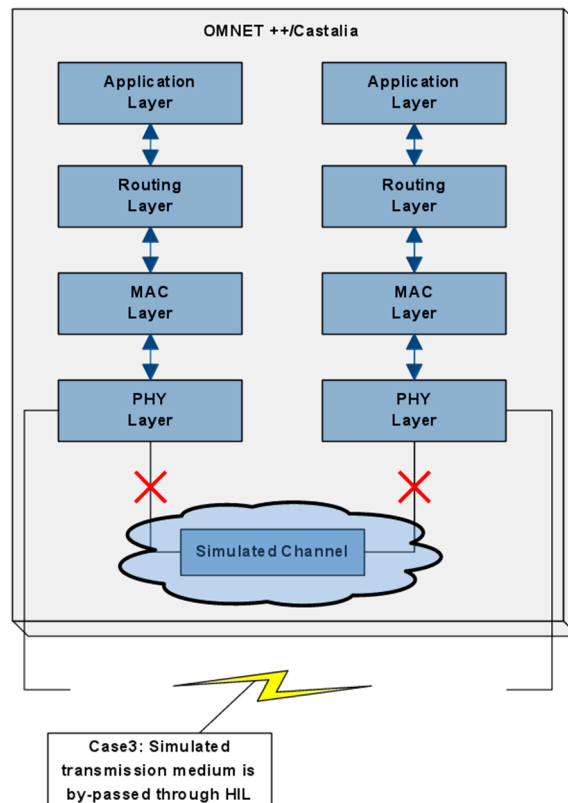 OMNET ++/Castalia
Application
Layer
Application
Layer
Routing
Layer
Routing
Layer
MAC
Layer
MAC
Layer
PHY
Layer
PHY
Layer
Simulated Channel
Case3: Simulated
transmission medium is
by-passed through HIL